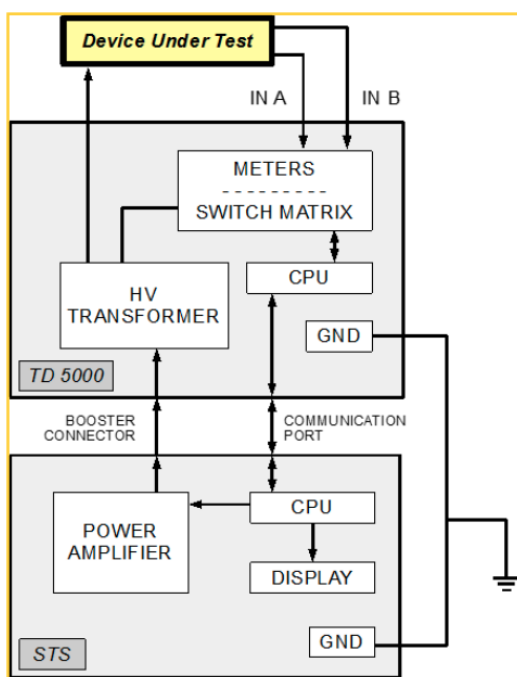 Device Under Test
IN A
IN B
METERS
SWITCH MATRIX
CPU
HV
TRANSFORMER
GND
TD 5000
BOOSTER
CONNECTOR
COMMUNICATION
PORT
CPU
POWER
AMPLIFIER
DISPLAY
GND
STS